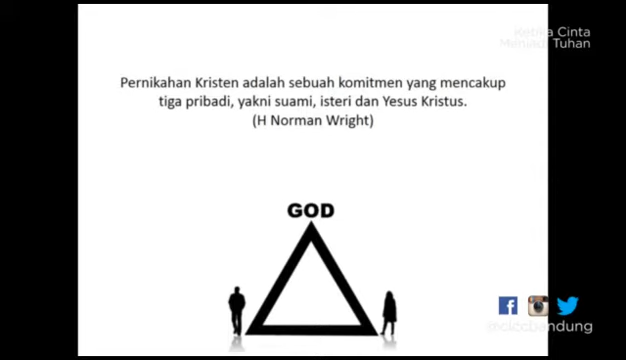 Ketika Cinta
Menjadi Tuhan
Pernikahan Kristen adalah sebuah komitmen yang mencakup
tiga pribadi, yakni suami, isteri dan Yesus Kristus.
(H Norman Wright)
GOD